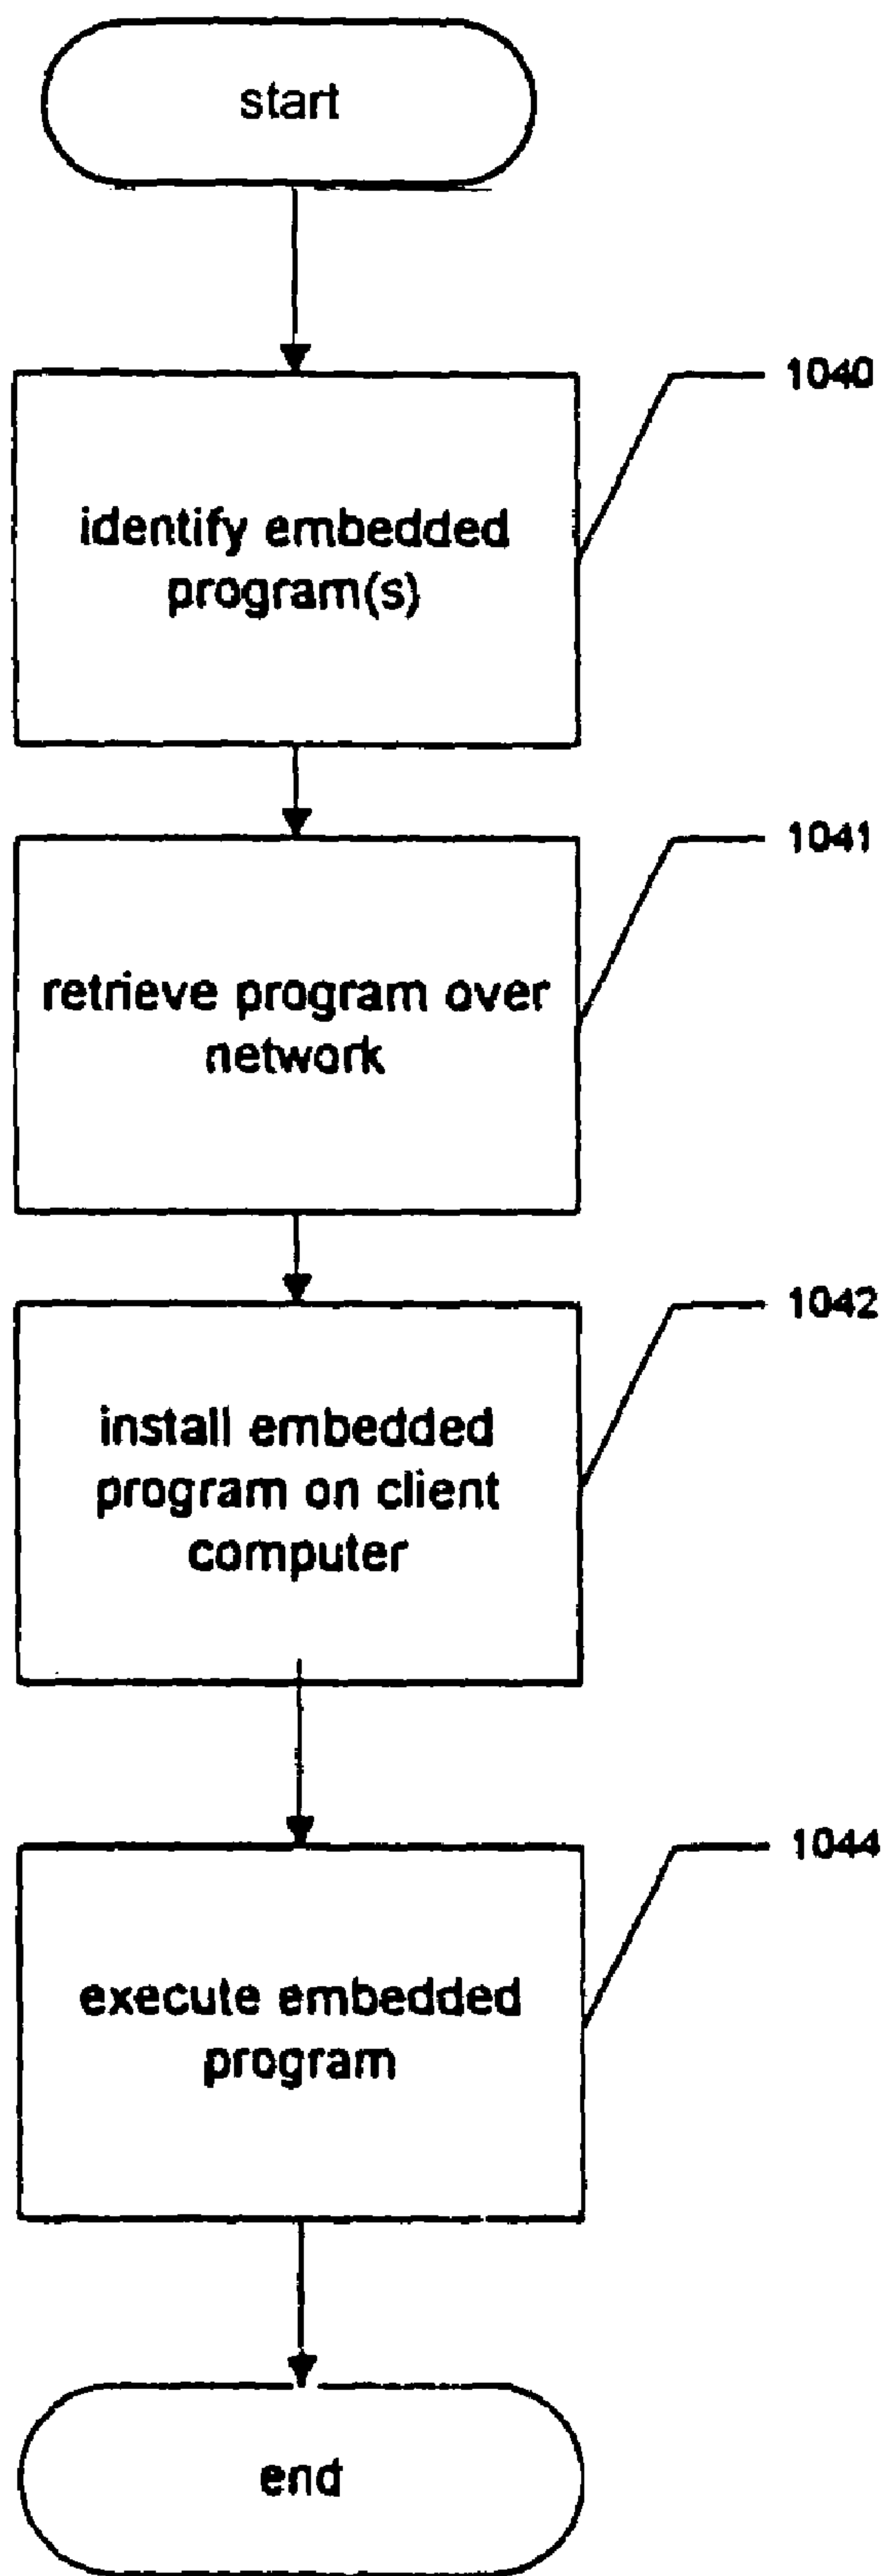 start
1040
identify embedded
program(s)
1041
retrieve program over
network
1042
install embedded
program on client
computer
1044
execute embedded
program
end